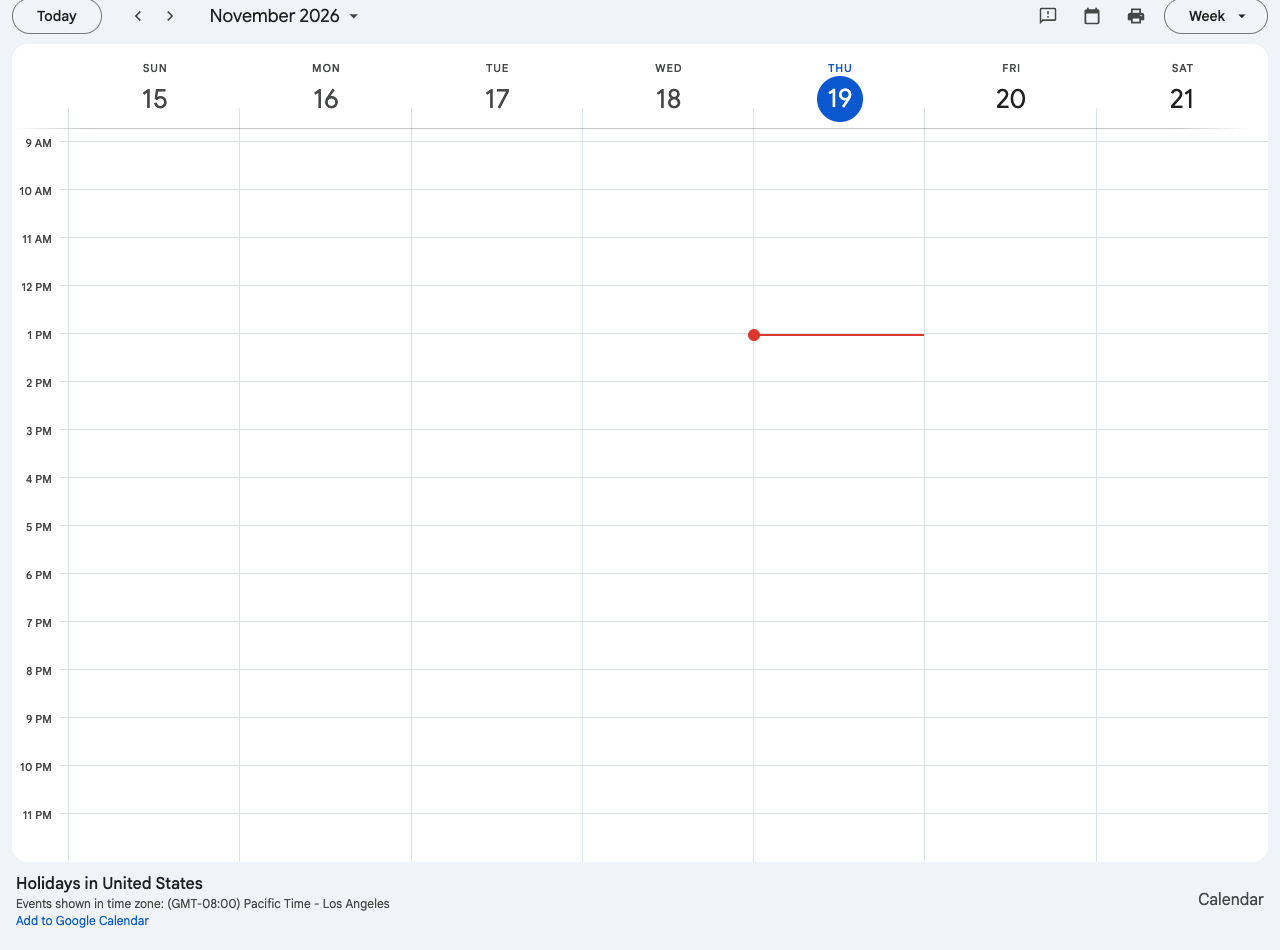 Today November 2026 Week
SUN MON TUE WED THU FRI SAT
15 16 17 18 19 20 21
9 AM
10 AM
11 AM
12 PM
1 PM
2 PM
3 PM
4 PM
5 PM
6 PM
7 PM
8 PM
9 PM
10 PM
11 PM
Holidays in United States
Events shown in time zone: (GMT-08:00) Pacific Time - Los Angeles
Add to Google Calendar
Calendar